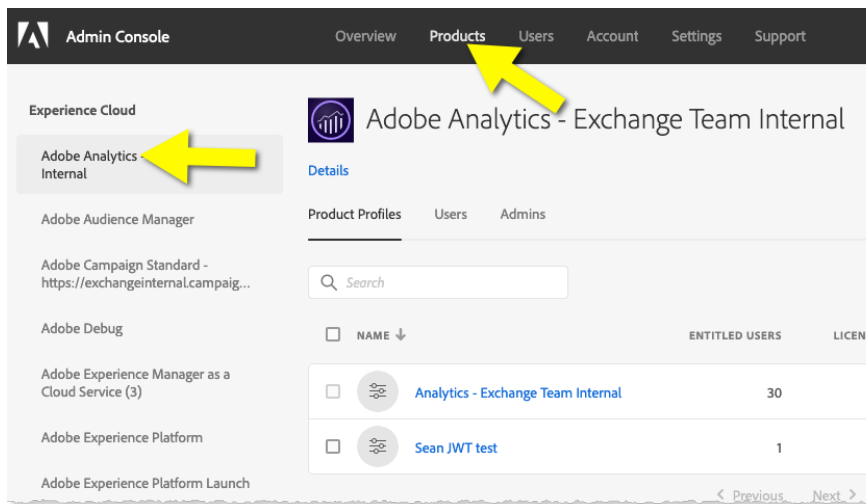 Admin Console
Overview Products Users Account Settings Support
Experience Cloud
Adobe Analytics -
Internal
Adobe Audience Manager
Adobe Campaign Standard -
https://exchangeinternal.campaig...
Adobe Debug
Adobe Experience Manager as a
Cloud Service (3)
Adobe Experience Platform
Adobe Experience Platform Launch
Adobe Analytics - Exchange Team Internal
Details
Product Profiles Users Admins
Search
NAME ENTITLED USERS LICEN
Analytics - Exchange Team Internal 30
Sean JWT test 1
Previous Next